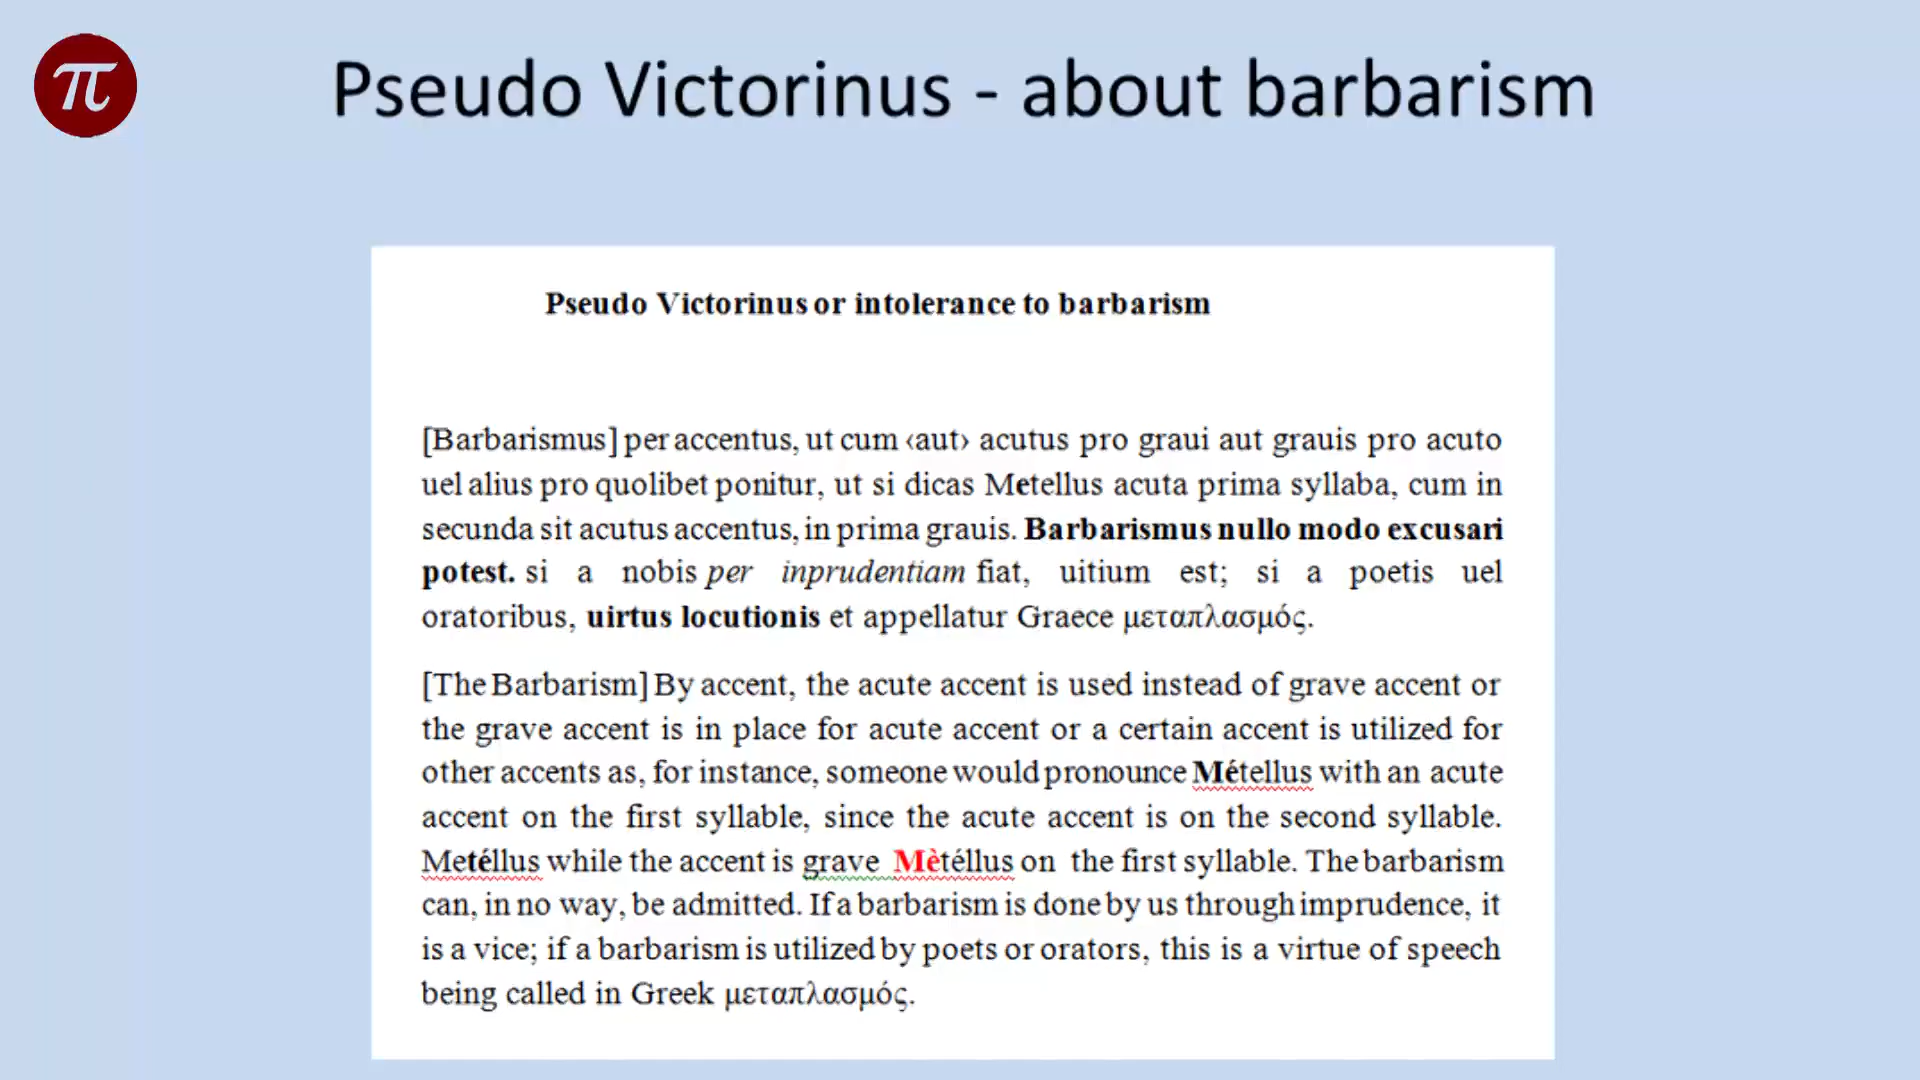 π
Pseudo Victorinus - about barbarism
Pseudo Victorinus or intolerance to barbarism
[Barbarismus] per accentus, ut cum ‹aut› acutus pro graui aut grauis pro acuto
uel alius pro quolibet ponitur, ut si dicas Metellus acuta prima syllaba, cum in
secunda sit acutus accentus, in prima grauis. Barbarismus nullo modo excusari
potest. si a nobis per inprudentiam fiat, uitium est; si a poetis uel
oratoribus, uirtus locutionis et appellatur Graece μεταπλασμός.
[The Barbarism] By accent, the acute accent is used instead of grave accent or
the grave accent is in place for acute accent or a certain accent is utilized for
other accents as, for instance, someone would pronounce Métellus with an acute
accent on the first syllable, since the acute accent is on the second syllable.
Metéllus while the accent is grave Mètéllus on the first syllable. The barbarism
can, in no way, be admitted. If a barbarism is done by us through imprudence, it
is a vice; if a barbarism is utilized by poets or orators, this is a virtue of speech
being called in Greek μεταπλασμός.